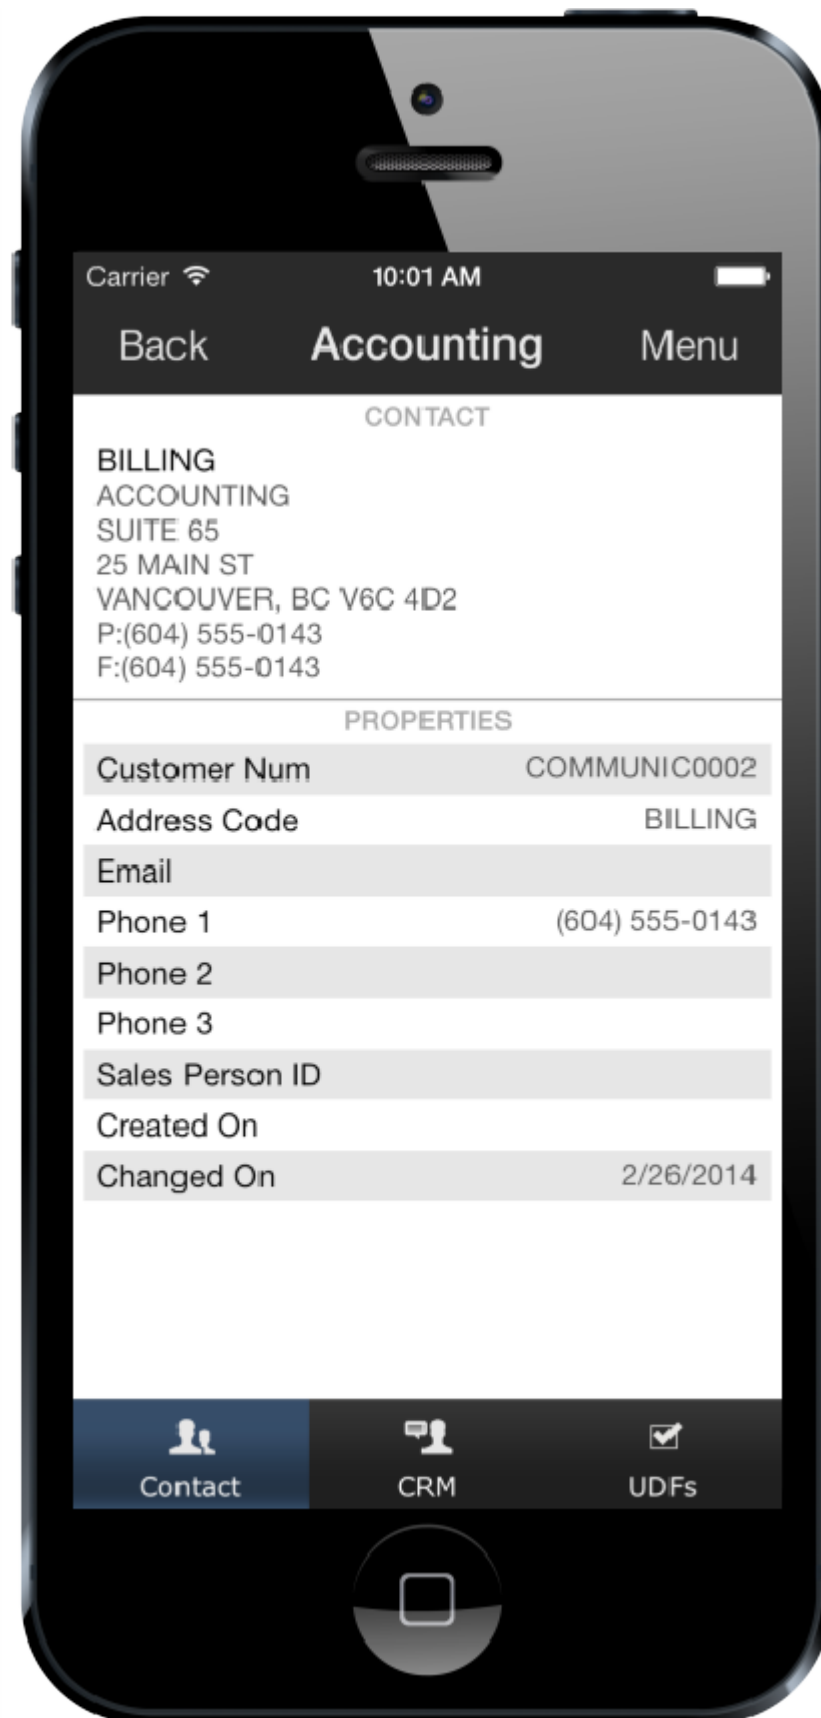 Carrier 10:01 AM
Back Accounting Menu
CONTACT
BILLING
ACCOUNTING
SUITE 65
25 MAIN ST
VANCOUVER, BC V6C 4D2
P:(604) 555-0143
F:(604) 555-0143
PROPERTIES
Customer Num COMMUNIC0002
Address Code BILLING
Email
Phone 1 (604) 555-0143
Phone 2
Phone 3
Sales Person ID
Created On
Changed On 2/26/2014
Contact CRM UDFs